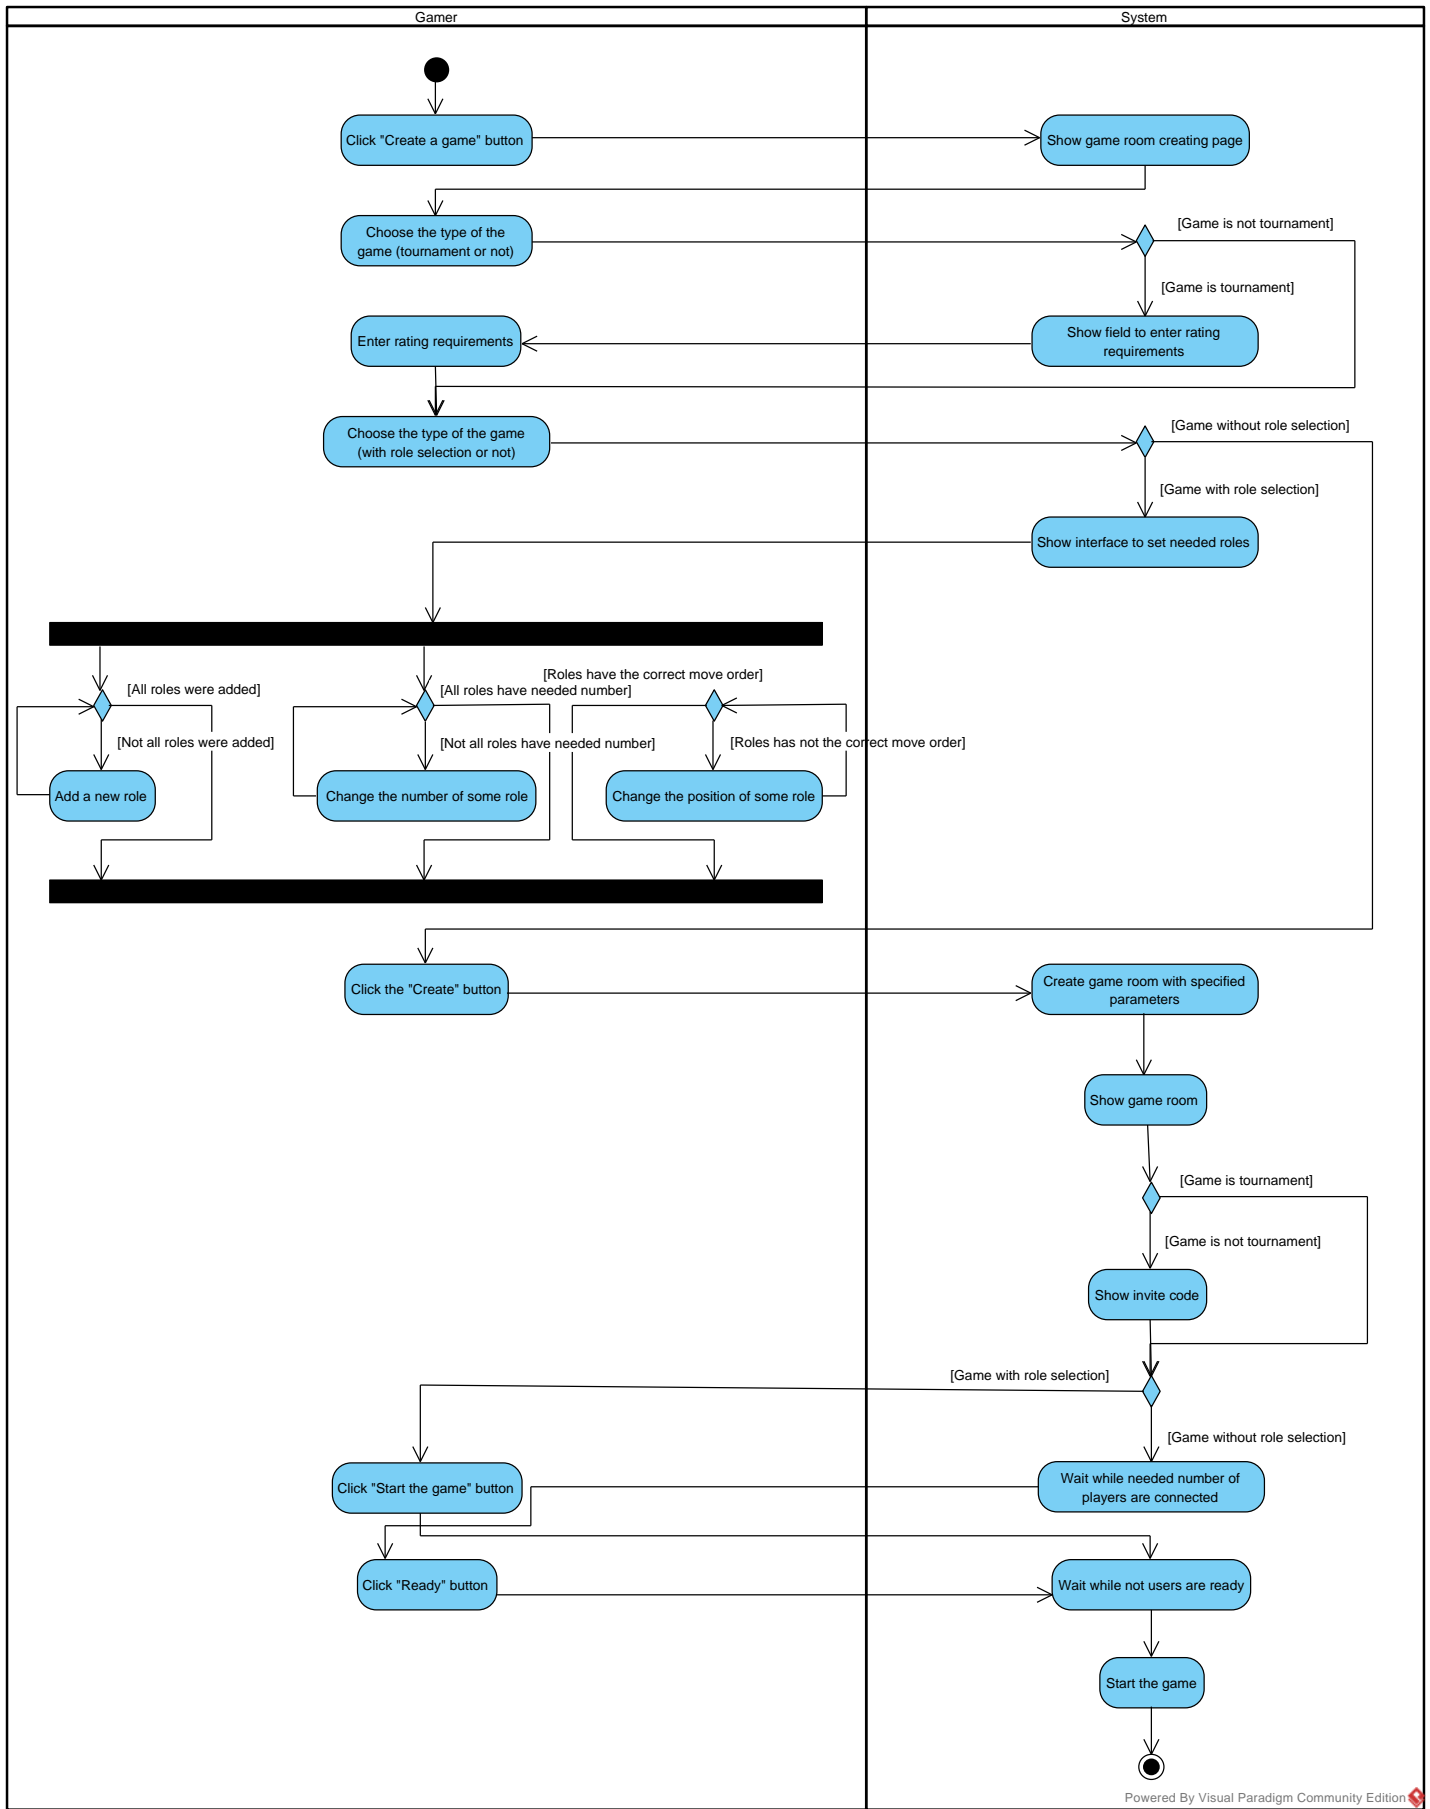 Gamer
System
Click "Create a game" button
Show game room creating page
Choose the type of the
game (tournament or not)
[Game is not tournament]
[Game is tournament]
Enter rating requirements
Show field to enter rating
requirements
Choose the type of the game
(with role selection or not)
[Game without role selection]
[Game with role selection]
Show interface to set needed roles
[All roles were added]
[All roles have needed number]
[Roles have the correct move order]
[Not all roles were added]
[Not all roles have needed number]
[Roles has not the correct move order]
Add a new role
Change the number of some role
Change the position of some role
Click the "Create" button
Create game room with specified
parameters
Show game room
[Game is tournament]
[Game is not tournament]
Show invite code
[Game with role selection]
[Game without role selection]
Click "Start the game" button
Wait while needed number of
players are connected
Click "Ready" button
Wait while not users are ready
Start the game
Powered By Visual Paradigm Community Edition